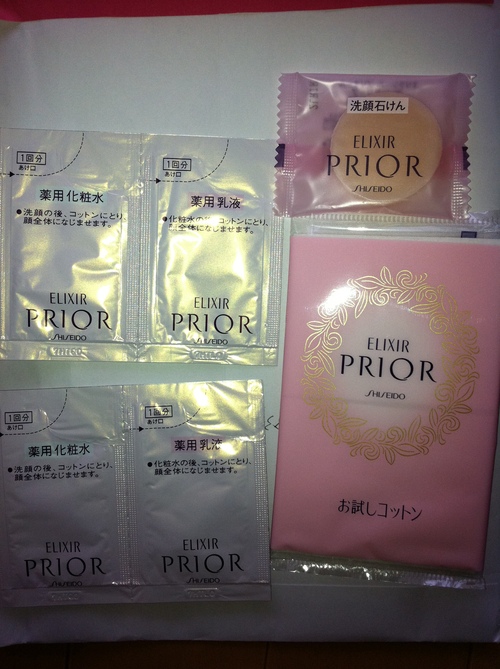 1回分
あけ口
薬用化粧水
●洗顔の後、コットンにとり、
顔全体になじませます。
ELIXIR
PRIOR
SHISEIDO
1回分
あけ口
薬用乳液
●化粧水の後、コットンにとり、
顔全体になじませます。
ELIXIR
PRIOR
SHISEIDO
洗顔石けん
ELIXIR
PRIOR
SHISEIDO
1回分
あけ口
薬用化粧水
●洗顔の後、コットンにとり、
顔全体になじませます。
ELIXIR
PRIOR
SHISEIDO
1回分
あけ口
薬用乳液
●化粧水の後、コットンにとり、
顔全体になじませます。
ELIXIR
PRIOR
SHISEIDO
ELIXIR
PRIOR
SHISEIDO
お試しコットン